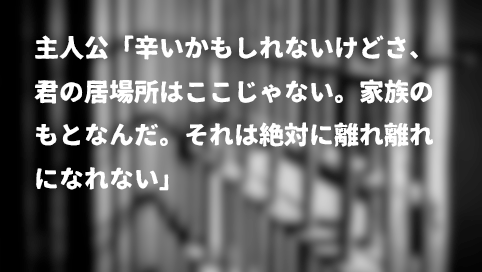 主人公「辛いかもしれないけどさ、
君の居場所はここじゃない。家族の
もとなんだ。それは絶対に離れ離れ
になれない」